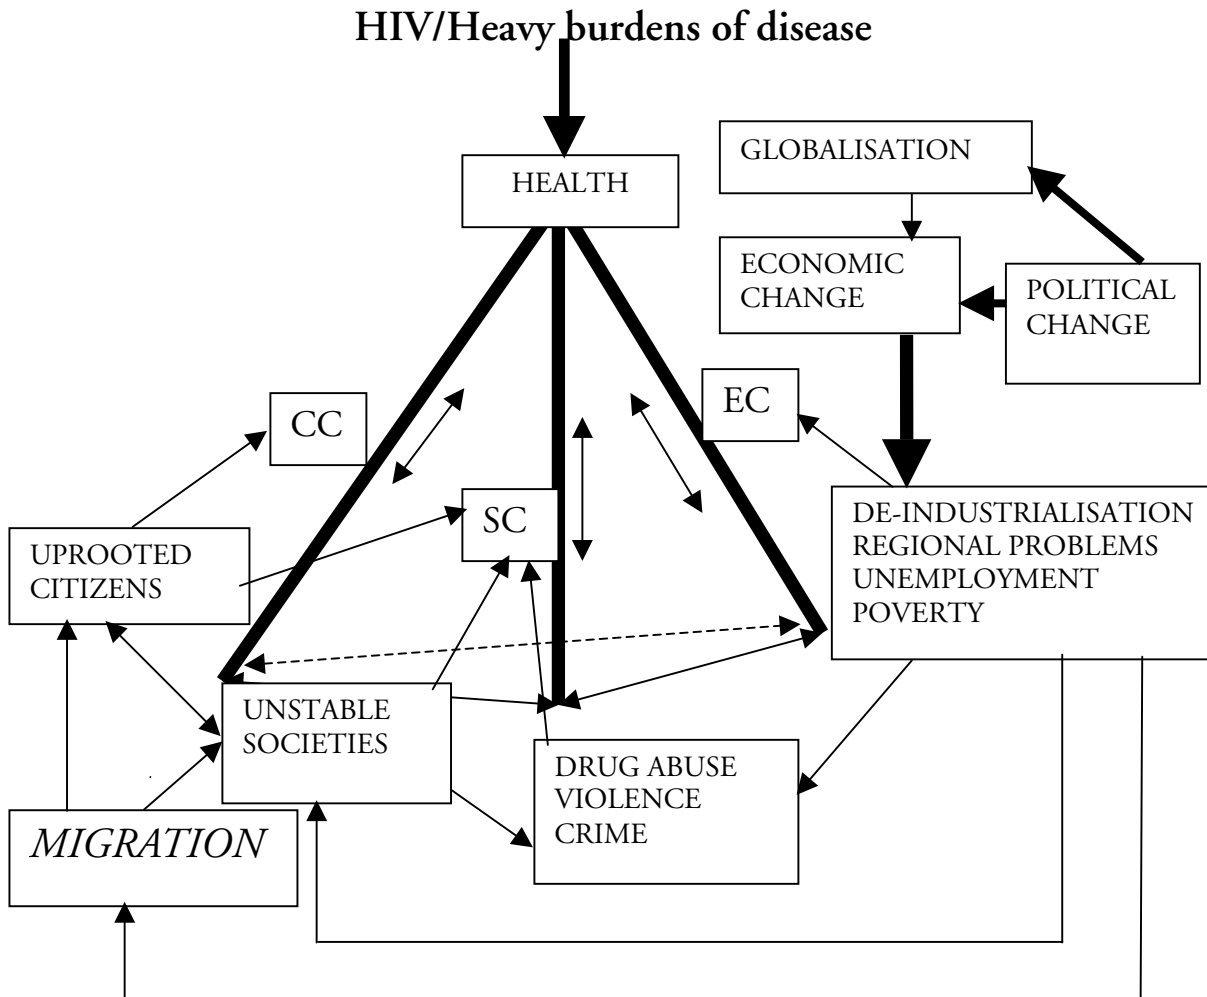 HIV/Heavy burdens of disease
HEALTH
GLOBALISATION
ECONOMIC
CHANGE
POLITICAL
CHANGE
CC
EC
SC
UPROOTED
CITIZENS
DE-INDUSTRIALISATION
REGIONAL PROBLEMS
UNEMPLOYMENT
POVERTY
UNSTABLE
SOCIETIES
DRUG ABUSE
VIOLENCE
CRIME
MIGRATION